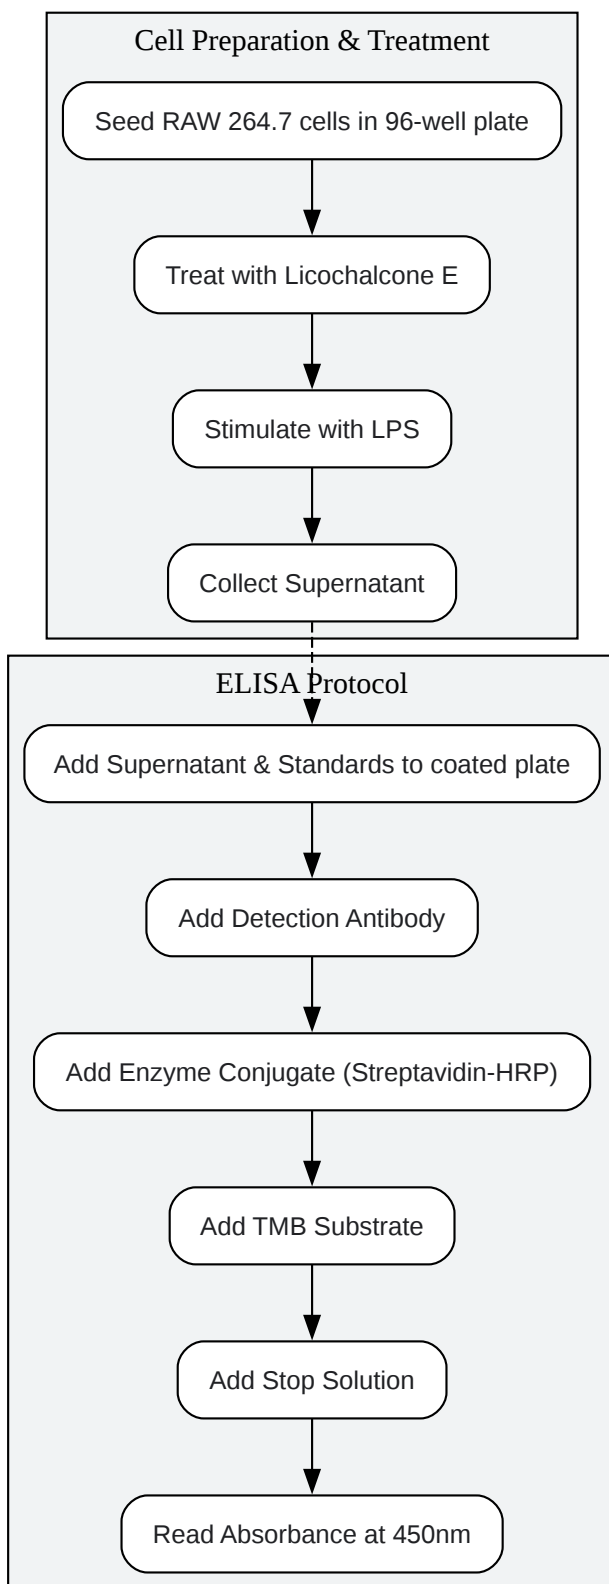 Cell Preparation & Treatment
Seed RAW 264.7 cells in 96-well plate
Treat with Licochalcone E
Stimulate with LPS
Collect Supernatant
ELISA Protocol
Add Supernatant & Standards to coated plate
Add Detection Antibody
Add Enzyme Conjugate (Streptavidin-HRP)
Add TMB Substrate
Add Stop Solution
Read Absorbance at 450nm